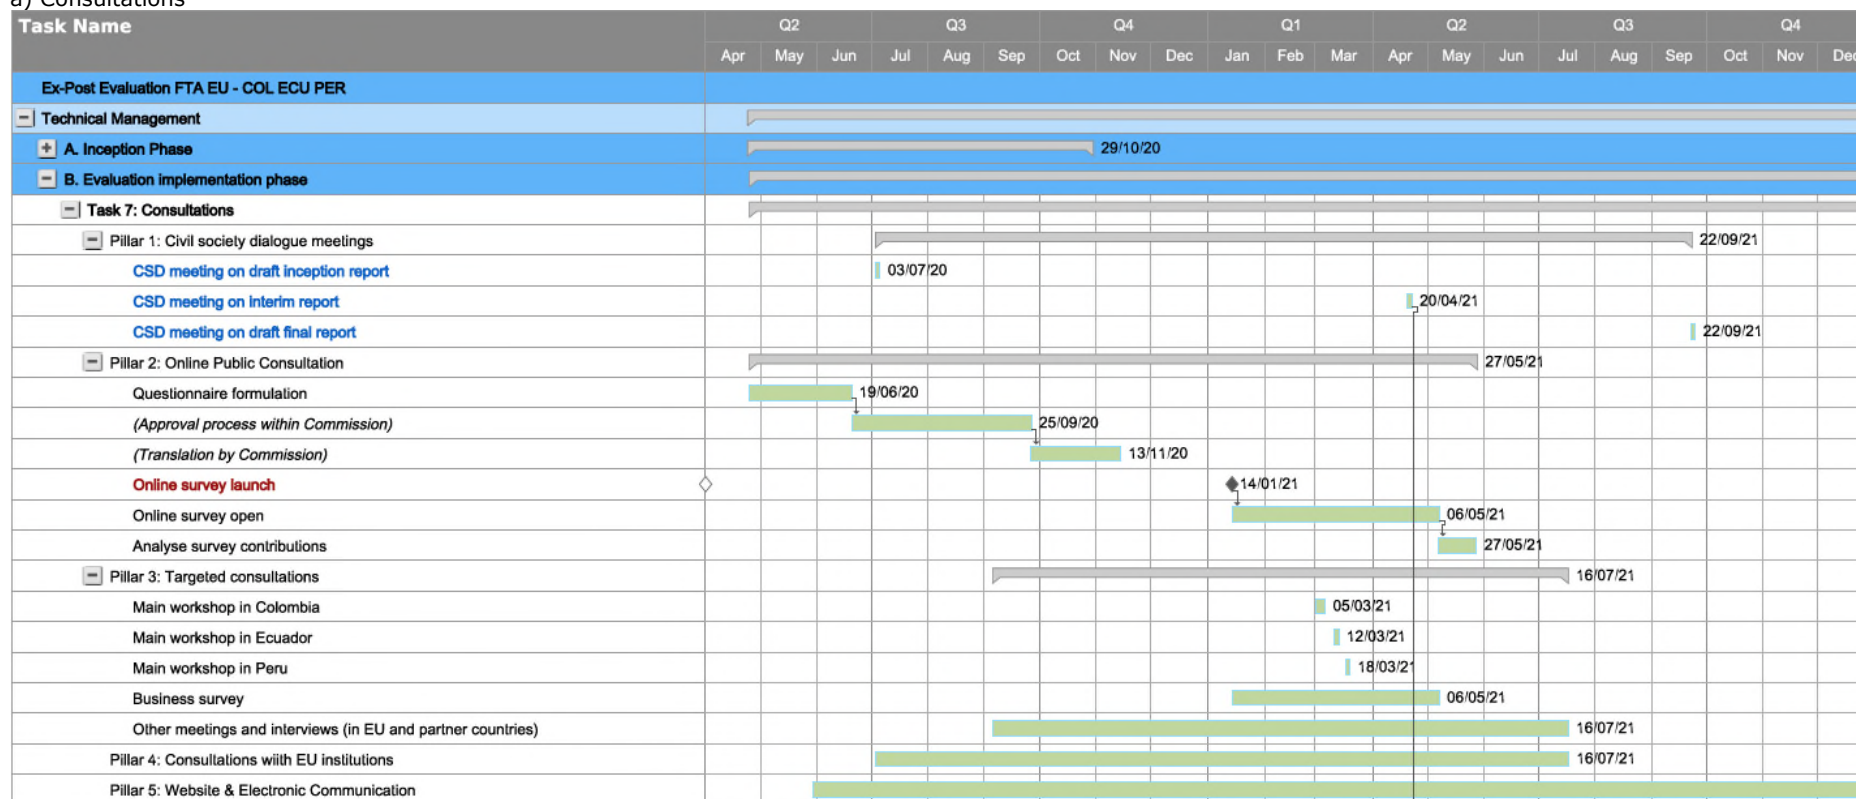 a) Consultations
Task Name Q2 Q3 Q4 Q1 Q2 Q3 Q4
Apr May Jun Jul Aug Sep Oct Nov Dec Jan Feb Mar Apr May Jun Jul Aug Sep Oct Nov Dec
Ex-Post Evaluation FTA EU - COL ECU PER
Technical Management
A. Inception Phase 29/10/20
B. Evaluation implementation phase
Task 7: Consultations
Pillar 1: Civil society dialogue meetings 22/09/21
CSD meeting on draft inception report 03/07/20
CSD meeting on interim report 20/04/21
CSD meeting on draft final report 22/09/21
Pillar 2: Online Public Consultation 27/05/21
Questionnaire formulation 19/06/20
(Approval process within Commission) 25/09/20
(Translation by Commission) 13/11/20
Online survey launch 14/01/21
Online survey open 06/05/21
Analyse survey contributions 27/05/21
Pillar 3: Targeted consultations 16/07/21
Main workshop in Colombia 05/03/21
Main workshop in Ecuador 12/03/21
Main workshop in Peru 18/03/21
Business survey 06/05/21
Other meetings and interviews (in EU and partner countries) 16/07/21
Pillar 4: Consultations wiith EU institutions 16/07/21
Pillar 5: Website & Electronic Communication